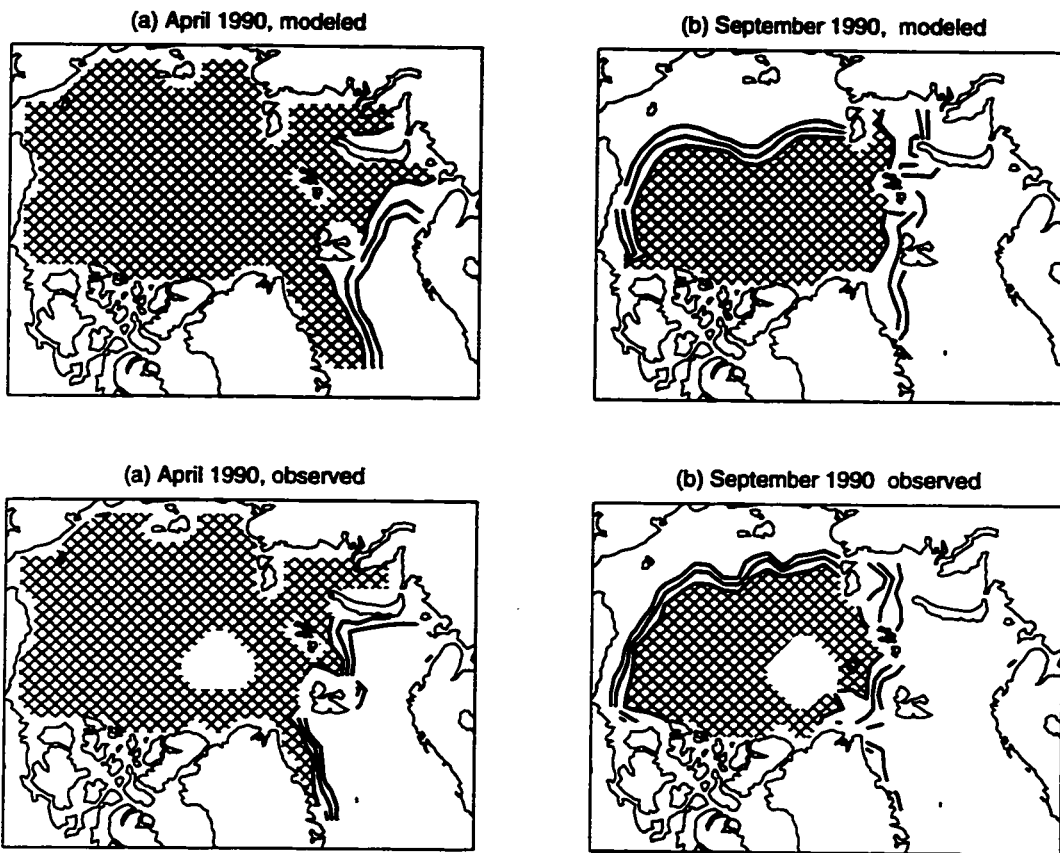 (a) April 1990, modeled
(b) September 1990, modeled
(a) April 1990, observed
(b) September 1990 observed